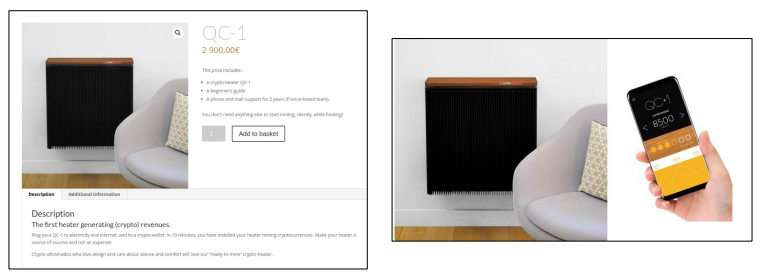 QC-1
2 900,00€
This price includes :
A crypto-heater QC-1
A beginner's guide
A phone and mail support for 2 years (France-based team).
You don't need anything else to start mining, silently, while heating!
1
Add to basket
Description
Additional information
Description
The first heater generating (crypto) revenues.
Plug your QC-1 to electricity and internet, and to a crypto-wallet: in 10 minutes, you have installed your heater mining cryptocurrencies. Make your heater a
source of income and not an expense!
Crypto-aficionados who love design and care about silence and comfort will love our "ready-to-mine" crypto-heater.
QC•1
< 8500 >